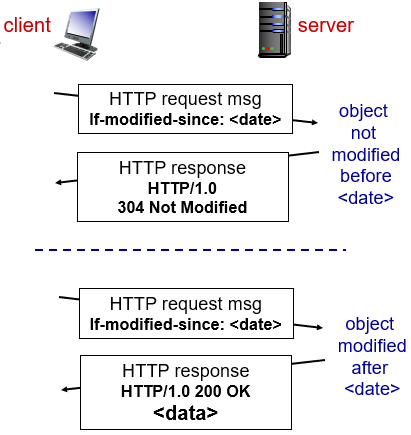 client
server
HTTP request msg
If-modified-since: <date>
object
not
modified
before
<date>
HTTP response
HTTP/1.0
304 Not Modified
HTTP request msg
If-modified-since: <date>
object
modified
after
<date>
HTTP response
HTTP/1.0 200 OK
<data>